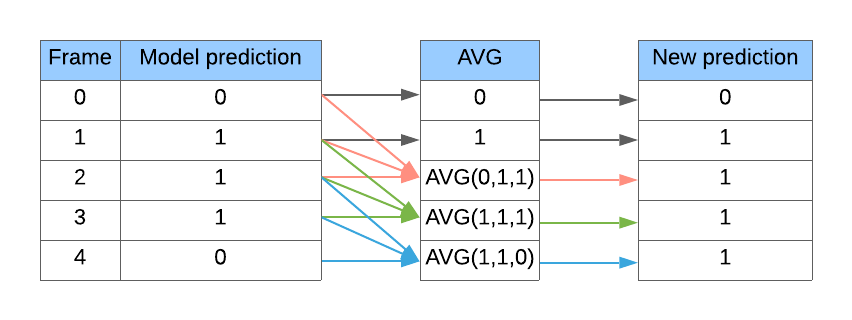 Frame Model prediction AVG New prediction
0 0 0 0
1 1 1 1
2 1 AVG(0,1,1) 1
3 1 AVG(1,1,1) 1
4 0 AVG(1,1,0) 1